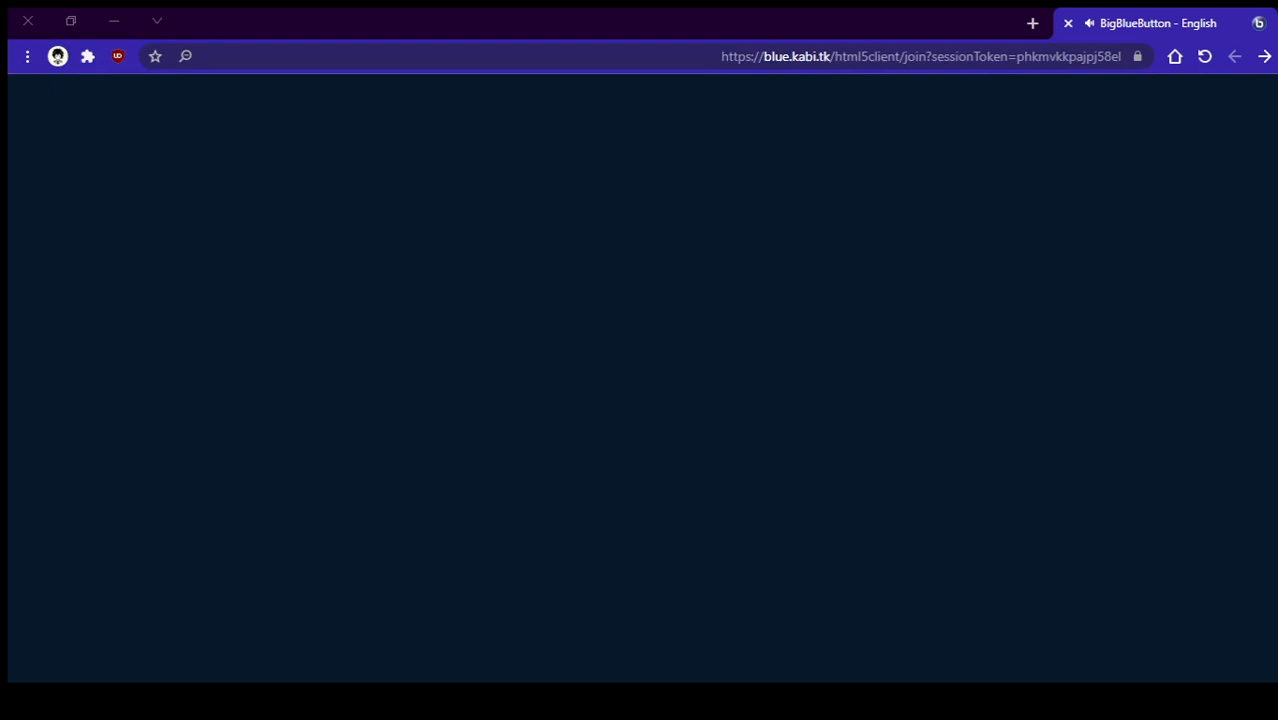 BigBlueButton - English
https://blue.kabi.tk/html5client/join?sessionToken=phkmvkkpajpj58el